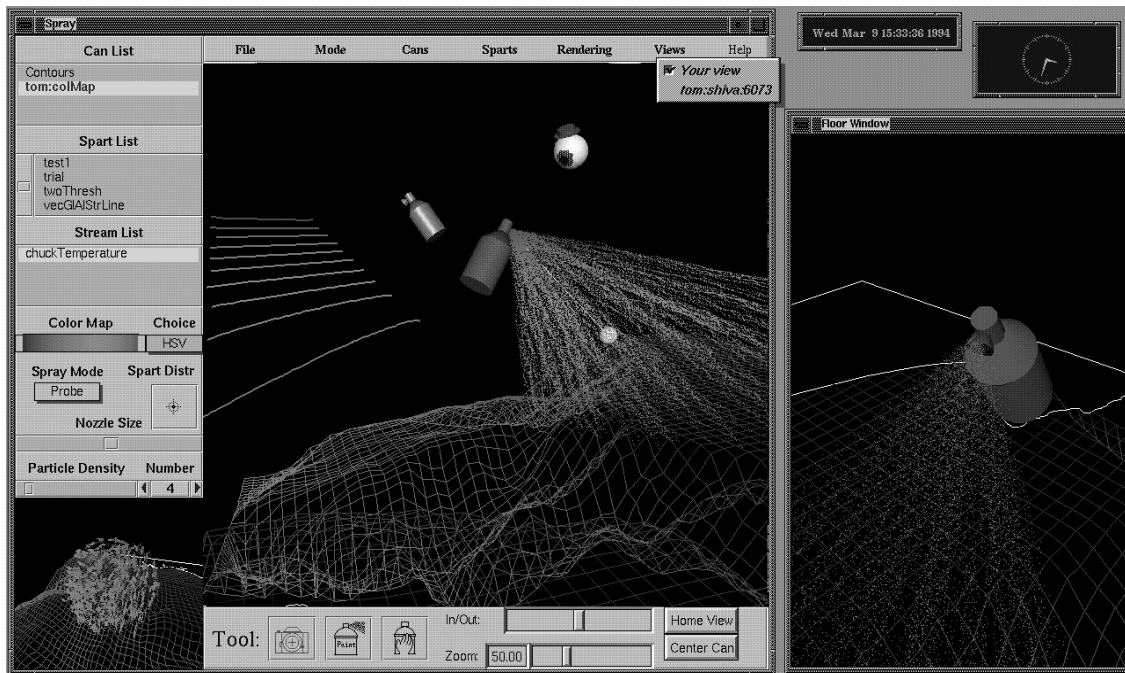 Spray
Can List
Contours
tom:colMap
Spart List
test1
trial
twoThresh
vecGlAlStrLine
Stream List
chuckTemperature
Color Map Choice
HSV
Spray Mode Spart Distr
Probe
Nozzle Size
Particle Density Number
4
File Mode Cans Sparts Rendering Views Help
Your view
tom:shiva:6073
Tool:
Paint
In/Out:
Zoom: 50.00
Home View
Center Can
Wed Mar 9 15:33:36 1994
Floor Window